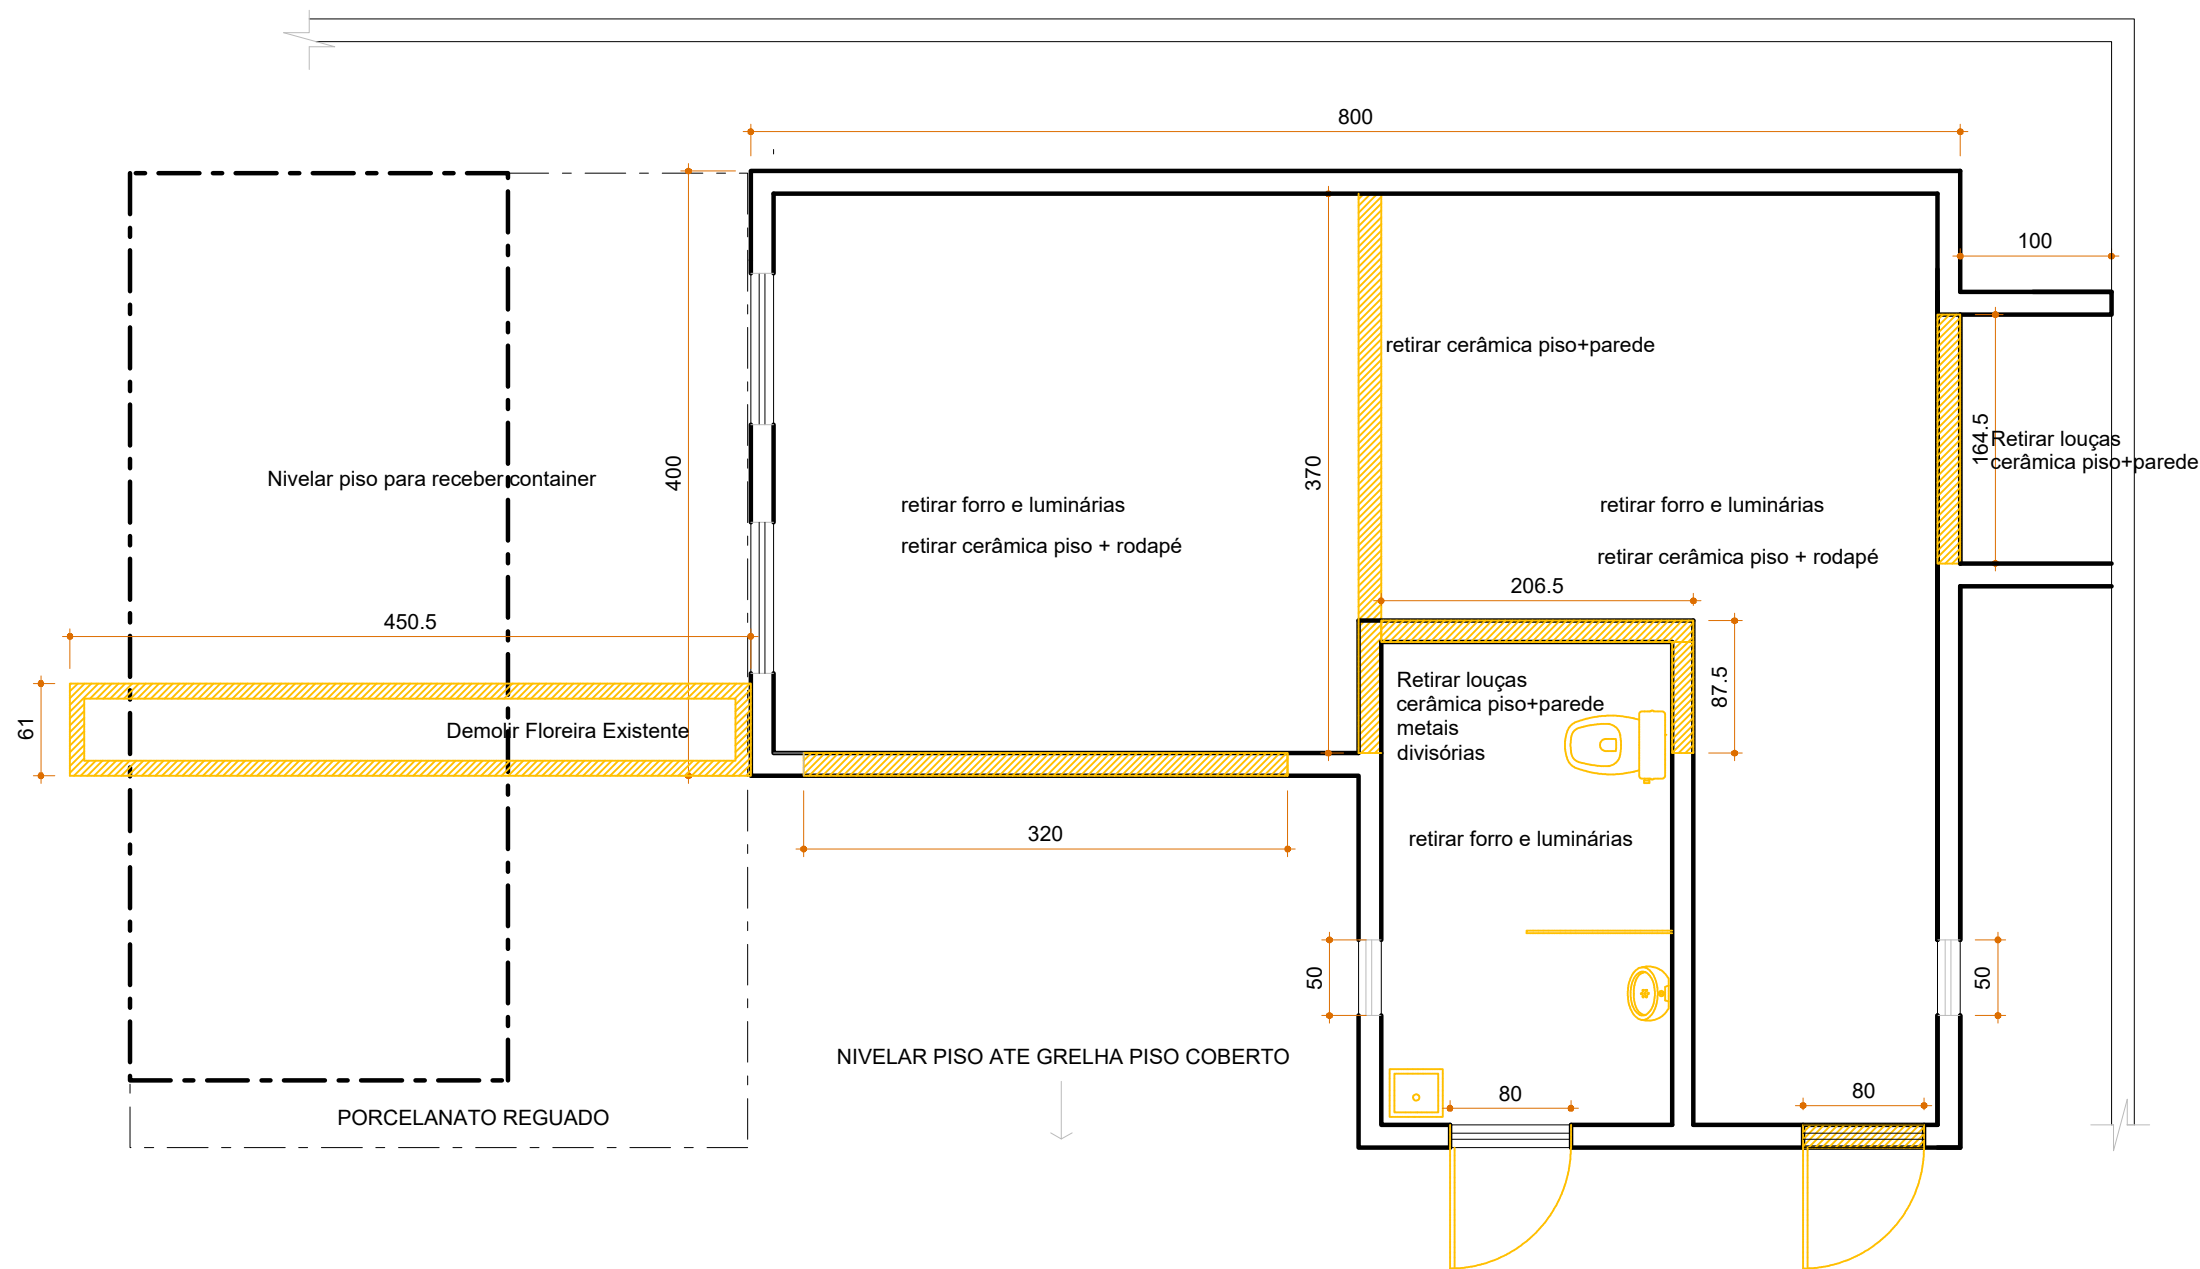 800
100
retirar cerâmica piso+parede
164.5
Retirar louças
cerâmica piso+parede
400
370
Nivelar piso para receber container
retirar forro e luminárias
retirar cerâmica piso + rodapé
retirar forro e luminárias
retirar cerâmica piso + rodapé
206.5
450.5
87.5
61
Demolir Floreira Existente
Retirar louças
cerâmica piso+parede
metais
divisórias
320
retirar forro e luminárias
50
50
NIVELAR PISO ATE GRELHA PISO COBERTO
80
80
PORCELANATO REGUADO